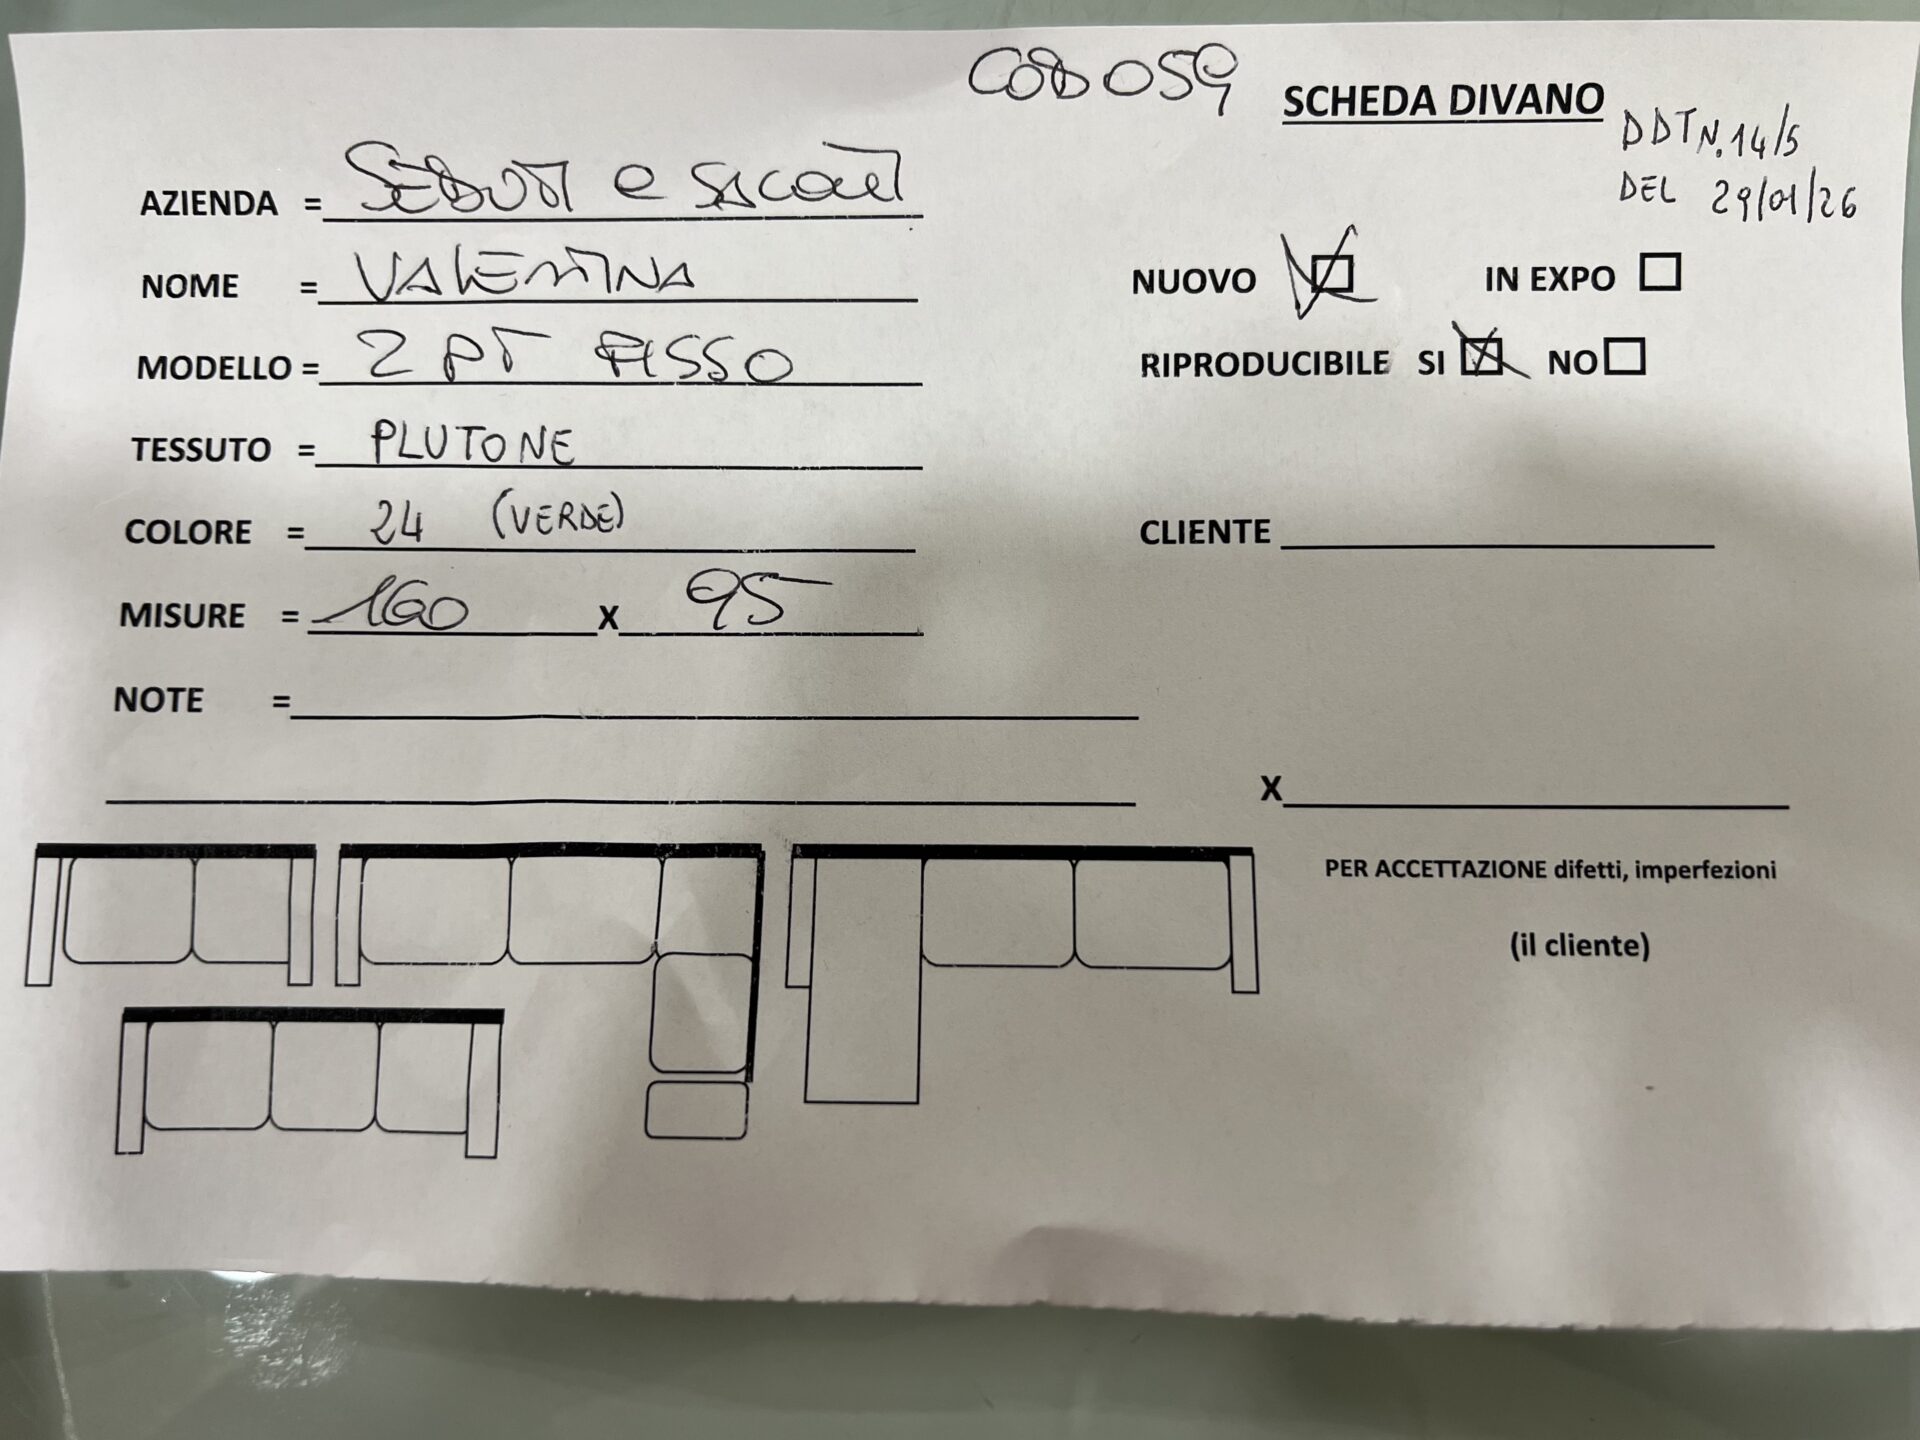 COD 059
SCHEDA DIVANO
DDT N. 14/5
DEL 29/01/26
AZIENDA = SEDUTI e
NOME = VALENTINA
NUOVO IN EXPO
MODELLO = 2 PT FISSO
RIPRODUCIBILE SI NO
TESSUTO = PLUTONE
COLORE = 24 (VERDE)
CLIENTE
MISURE = 160 X 95
NOTE =
X
PER ACCETTAZIONE difetti, imperfezioni
(il cliente)